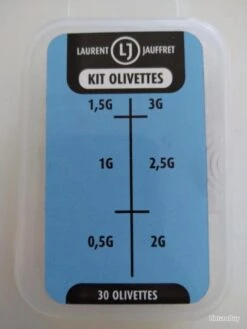 LAURENT LJ JAUFFRET
KIT OLIVETTES
1,5G 3G
1G 2,5G
0,5G 2G
30 OLIVETTES